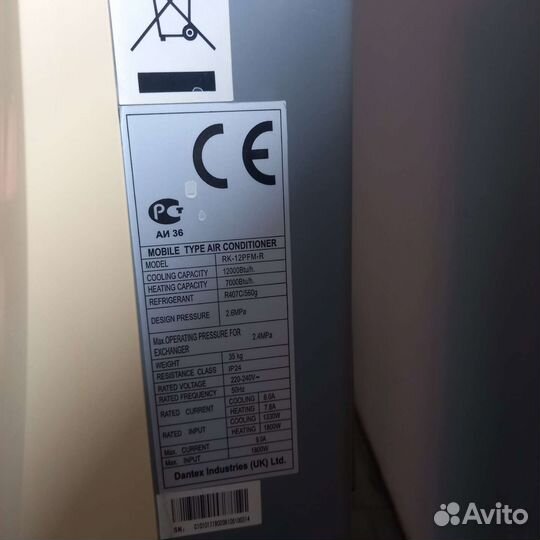 CE
РСТ
АИ 36
MOBILE TYPE AIR CONDITIONER
MODEL RK-12PFM-R
COOLING CAPACITY 12000Btu/h.
HEATING CAPACITY 7000Btu/h.
REFRIGERANT R407C/560g
DESIGN PRESSURE 2.6MPa
Max.OPERATING PRESSURE FOR EXCHANGER 2.4MPa
WEIGHT 35 kg
RESISTANCE CLASS IP24
RATED VOLTAGE 220-240V~
RATED FREQUENCY 50Hz
RATED CURRENT COOLING 6.0A
HEATING 7.8A
RATED INPUT COOLING 1330W
HEATING 1800W
Max. CURRENT 9.0A
Max. INPUT 1900W
Dantex Industries (UK) Ltd.
SN:
Avito